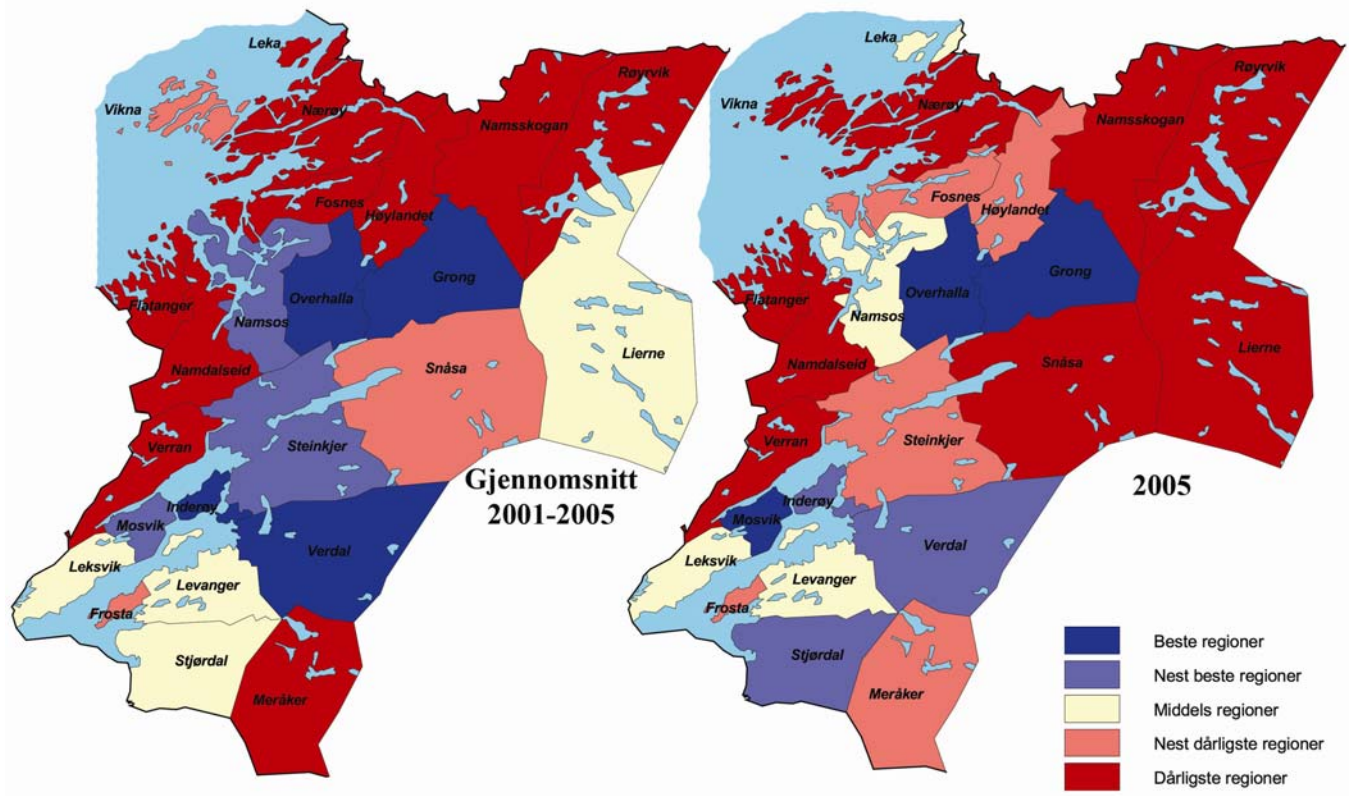 Leka
Vikna
Nærøy
Røyrvik
Namsskogan
Fosnes
Høylandet
Grong
Overhalla
Flatanger
Namsos
Lierne
Namdalseid
Snåsa
Verran
Steinkjer
Gjennomsnitt
2001-2005
Inderøy
Mosvik
Verdal
Leksvik
Levanger
Frosta
Stjørdal
Meråker
Leka
Vikna
Nærøy
Røyrvik
Namsskogan
Fosnes
Høylandet
Grong
Overhalla
Flatanger
Namsos
Lierne
Namdalseid
Snåsa
Verran
Steinkjer
2005
Inderøy
Mosvik
Verdal
Leksvik
Levanger
Frosta
Stjørdal
Meråker
Beste regioner
Nest beste regioner
Middels regioner
Nest dårligste regioner
Dårligste regioner